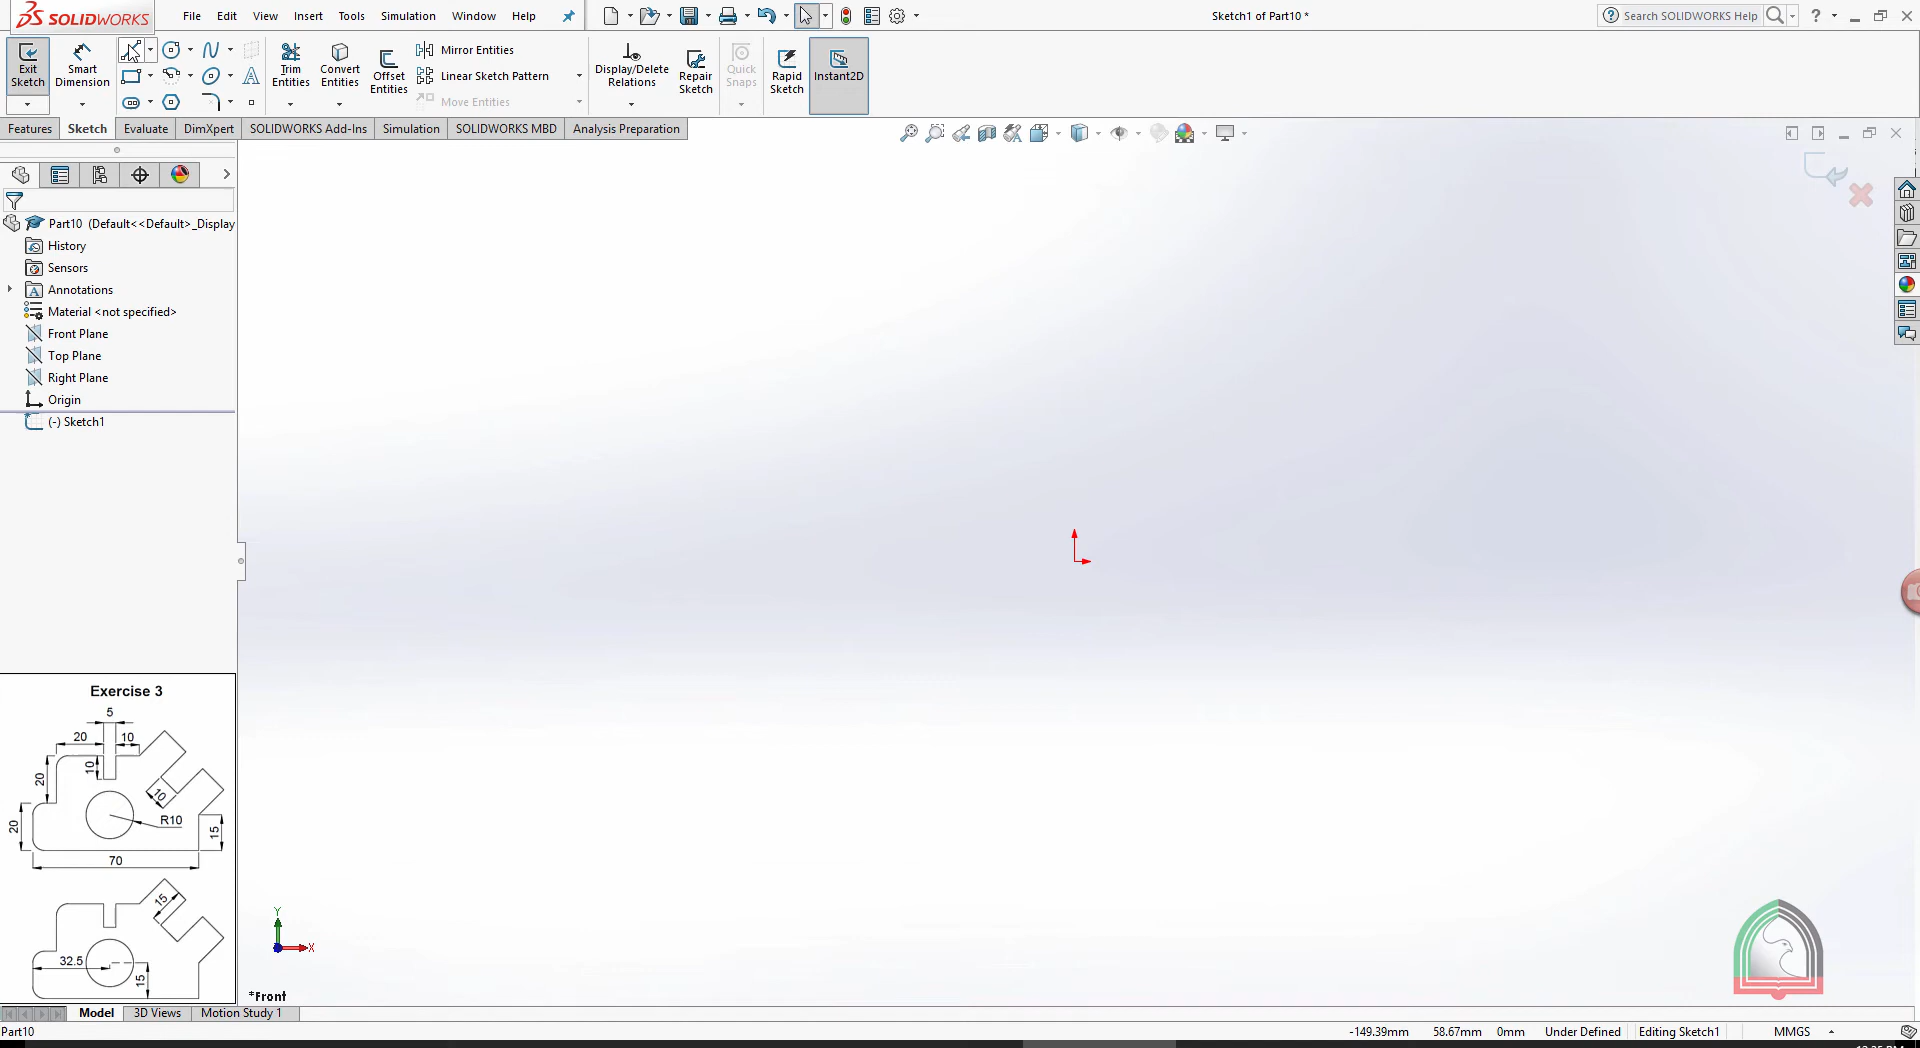 SOLIDWORKS
File Edit View Insert Tools Simulation Window Help
Sketch1 of Part10 *
Search SOLIDWORKS Help
Exit Sketch
Smart Dimension
Trim Entities
Convert Entities
Offset Entities
Mirror Entities
Linear Sketch Pattern
Move Entities
Display/Delete Relations
Repair Sketch
Quick Snaps
Rapid Sketch
Instant2D
Features Sketch Evaluate DimXpert SOLIDWORKS Add-Ins Simulation SOLIDWORKS MBD Analysis Preparation
Part10 (Default<<Default>_Display
History
Sensors
Annotations
Material <not specified>
Front Plane
Top Plane
Right Plane
Origin
(-) Sketch1
Exercise 3
5
20 10
20 10
10
20 R10 15
70
15
32.5
15
Y
X
*Front
Model 3D Views Motion Study 1
Part10 -149.39mm 58.67mm 0mm Under Defined Editing Sketch1 MMGS